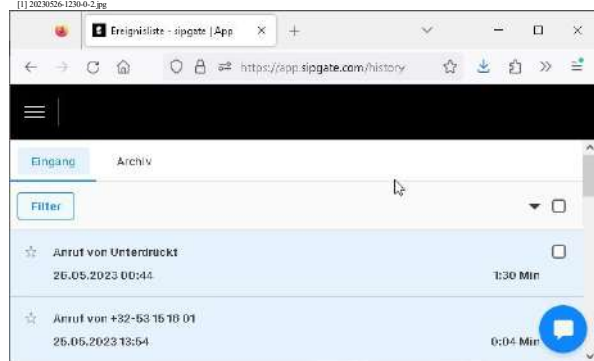 [1] 20230526-1230-0-2.jpg
Ereignisliste - sipgate | App
https://app.sipgate.com/history
Eingang Archiv
Filter
Anruf von Unterdrückt
26.05.2023 00:44 1:30 Min
Anruf von +32-53 15 18 01
25.05.2023 13:54 0:04 Min